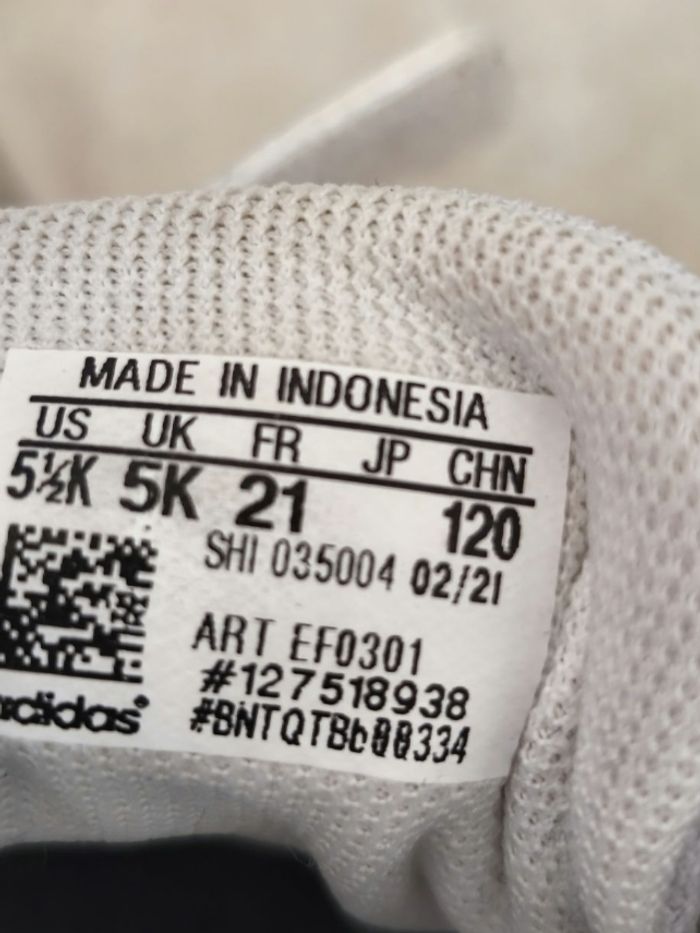 MADE IN INDONESIA
US UK FR JP CHN
5½K 5K 21 120
SHI 035004 02/21
ART EF0301
#127518938
adidas®